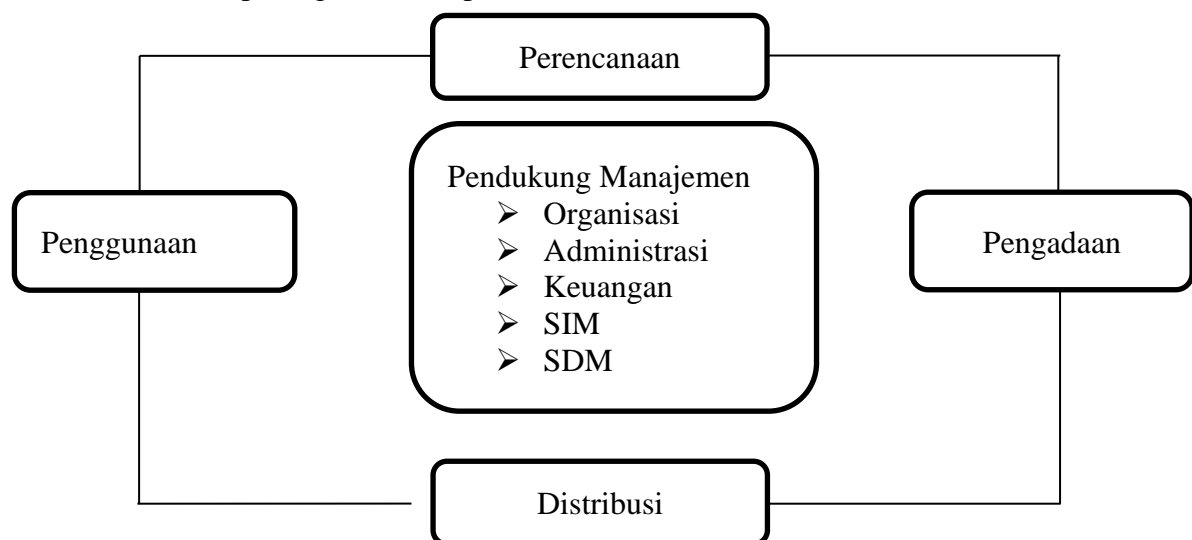 Perencanaan
Pendukung Manajemen
➢ Organisasi
➢ Administrasi
➢ Keuangan
➢ SIM
➢ SDM
Penggunaan
Pengadaan
Distribusi